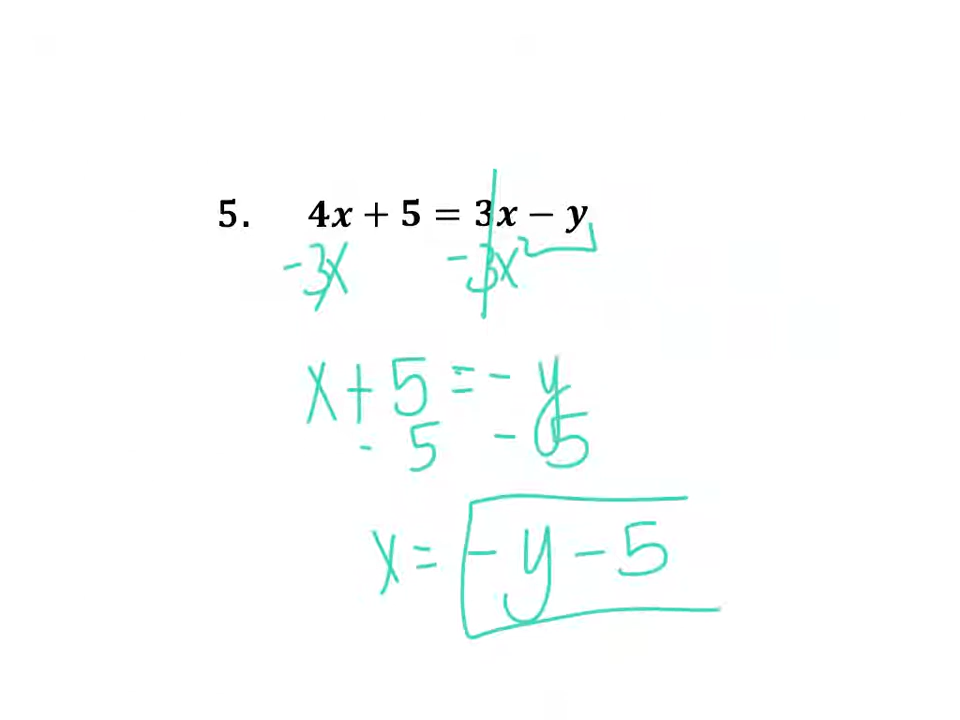 5. 4x + 5 = 3x − y
-3x -3x
x + 5 = - y
- 5 - 5
x = - y - 5